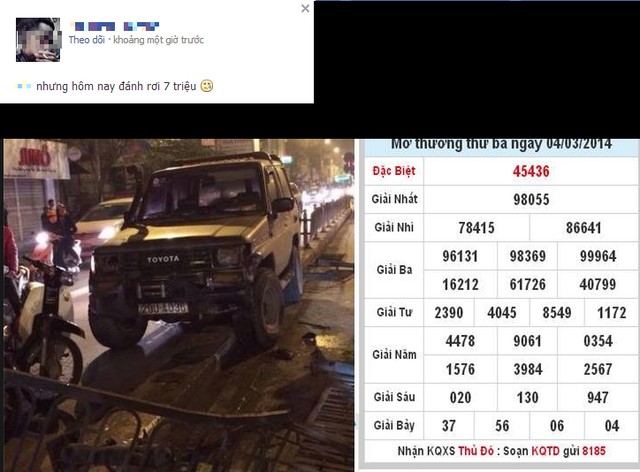 Theo dõi · khoảng một giờ trước
nhưng hôm nay đánh rơi 7 triệu
TOYOTA
Mở thưởng thứ ba ngày 04/03/2014
Đặc Biệt 45436
Giải Nhất 98055
Giải Nhì 78415 86641
Giải Ba 96131 98369 99964
16212 61726 40799
Giải Tư 2390 4045 8549 1172
Giải Năm 4478 9061 0354
1576 3984 2567
Giải Sáu 020 130 947
Giải Bảy 37 56 06 04
Nhận KQXS Thủ Đô : Soạn KQTD gửi 8185